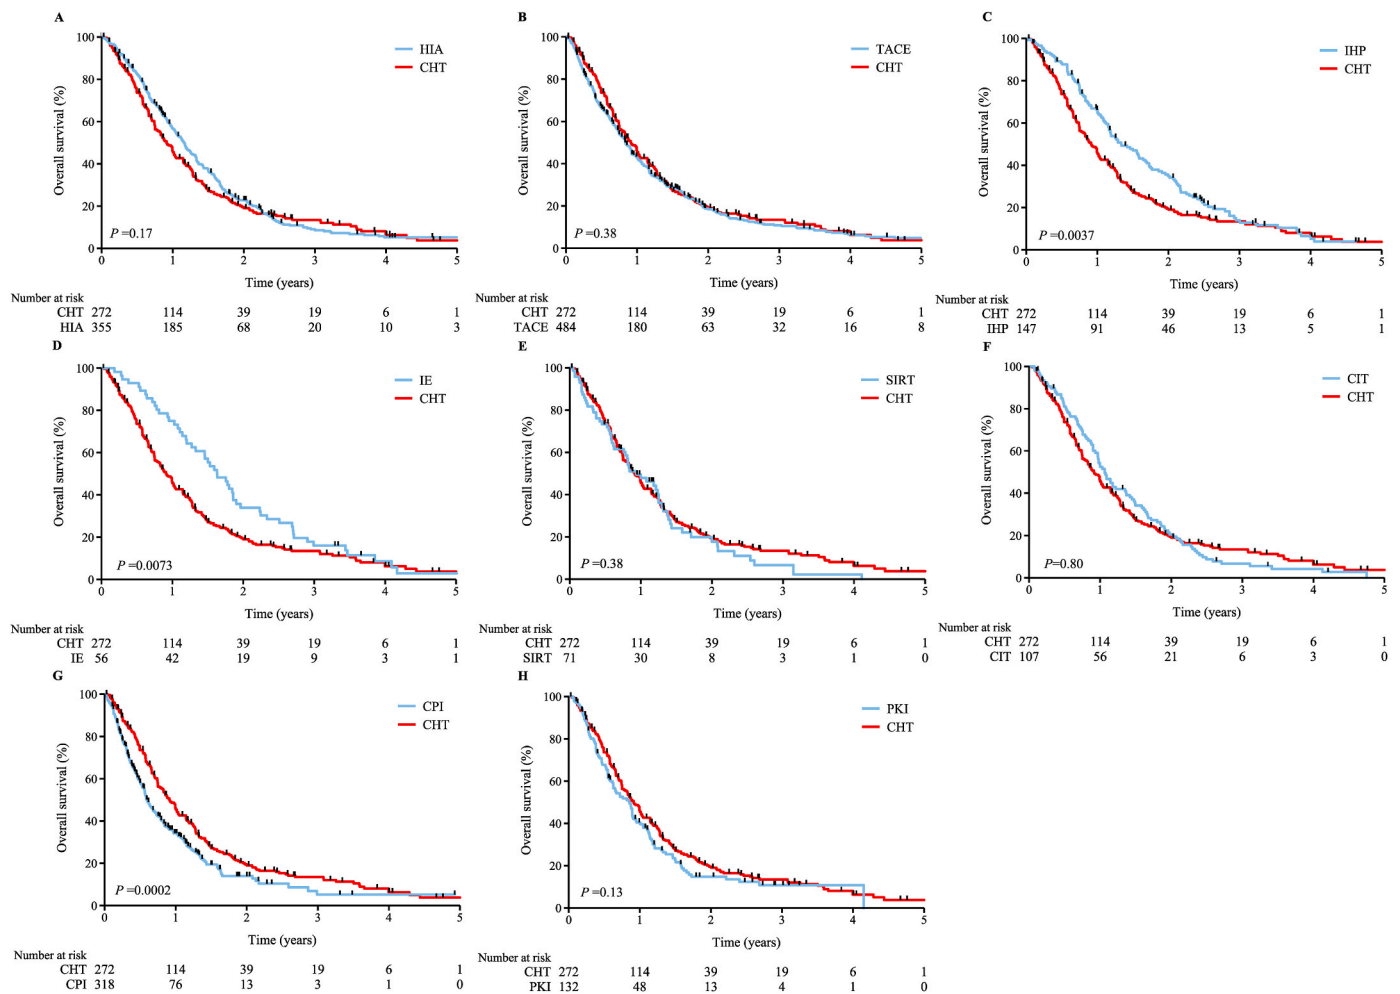 A
Overall survival (%)
100
80
60
40
20
0
HIA
CHT
P =0.17
0 1 2 3 4 5
Time (years)
Number at risk
CHT 272 114 39 19 6 1
HIA 355 185 68 20 10 3
B
Overall survival (%)
100
80
60
40
20
0
TACE
CHT
P =0.38
0 1 2 3 4 5
Time (years)
Number at risk
CHT 272 114 39 19 6 1
TACE 484 180 63 32 16 8
C
Overall survival (%)
100
80
60
40
20
0
IHP
CHT
P =0.0037
0 1 2 3 4 5
Time (years)
Number at risk
CHT 272 114 39 19 6 1
IHP 147 91 46 13 5 1
D
Overall survival (%)
100
80
60
40
20
0
IE
CHT
P =0.0073
0 1 2 3 4 5
Time (years)
Number at risk
CHT 272 114 39 19 6 1
IE 56 42 19 9 3 1
E
Overall survival (%)
100
80
60
40
20
0
SIRT
CHT
P=0.38
0 1 2 3 4 5
Time (years)
Number at risk
CHT 272 114 39 19 6 1
SIRT 71 30 8 3 1 0
F
Overall survival (%)
100
80
60
40
20
0
CIT
CHT
P=0.80
0 1 2 3 4 5
Time (years)
Number at risk
CHT 272 114 39 19 6 1
CIT 107 56 21 6 3 0
G
Overall survival (%)
100
80
60
40
20
0
CPI
CHT
P =0.0002
0 1 2 3 4 5
Time (years)
Number at risk
CHT 272 114 39 19 6 1
CPI 318 76 13 3 1 0
H
Overall survival (%)
100
80
60
40
20
0
PKI
CHT
P =0.13
0 1 2 3 4 5
Time (years)
Number at risk
CHT 272 114 39 19 6 1
PKI 132 48 13 4 1 0